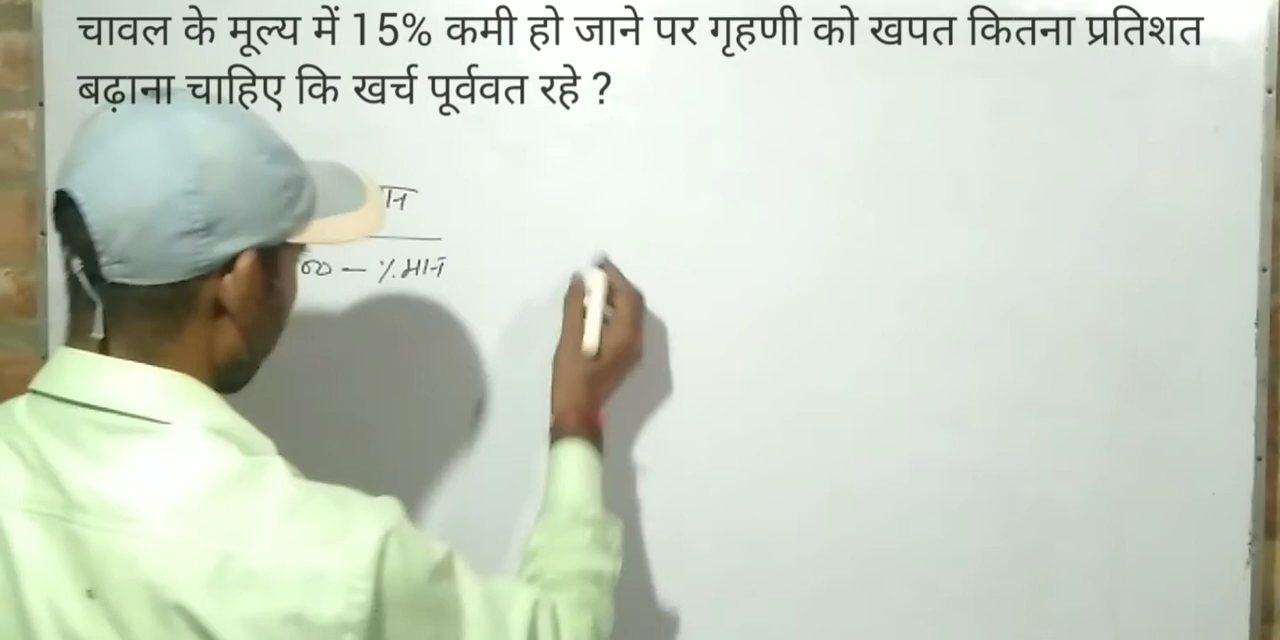 चावल के मूल्य में 15% कमी हो जाने पर गृहणी को खपत कितना प्रतिशत
बढ़ाना चाहिए कि खर्च पूर्ववत रहे ?
— % मान